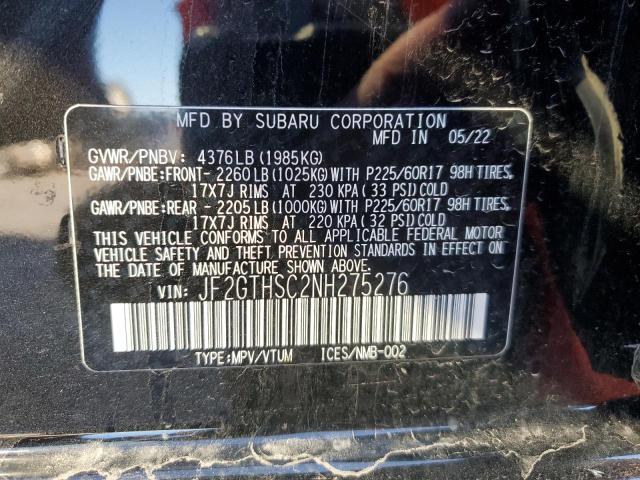 MFD BY SUBARU CORPORATION
MFD IN 05/22
GVWR/PNBV: 4376LB(1985KG)
GAWR/PNBE:FRONT- 2260LB(1025KG)WITH P225/60R17 98H TIRES,
17X7J RIMS AT 230 KPA(33 PSI)COLD
GAWR/PNBE:REAR - 2205LB(1000KG)WITH P225/60R17 98H TIRES,
17X7J RIMS AT 220 KPA(32 PSI)COLD
THIS VEHICLE CONFORMS TO ALL APPLICABLE FEDERAL MOTOR
VEHICLE SAFETY AND THEFT PREVENTION STANDARDS IN EFFECT ON
THE DATE OF MANUFACTURE SHOWN ABOVE.
VIN: JF2GTHSC2NH275276
TYPE:MPV/VTUM ICES/NMB-002